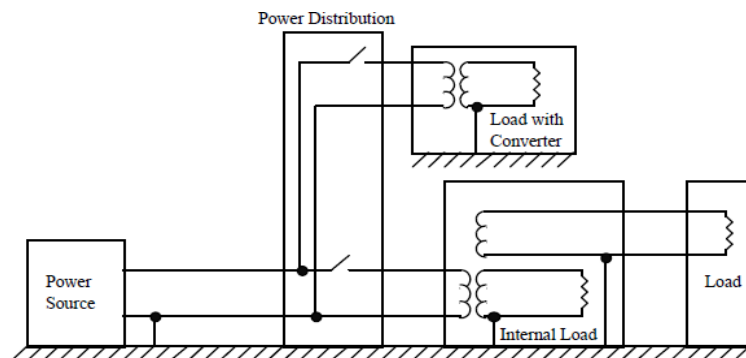 Power Distribution
Load with
Converter
Power
Source
Load
Internal Load